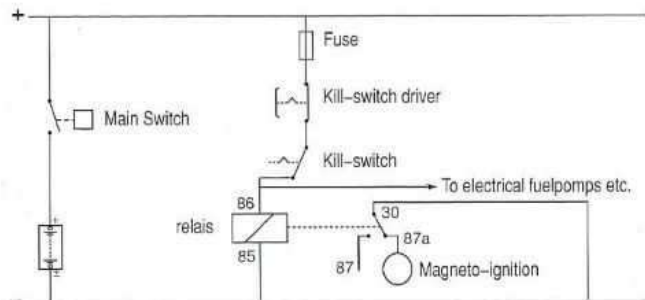 +
Fuse
Kill-switch driver
Main Switch
Kill-switch
To electrical fuelpomps etc.
86
30
relais
87a
85
87
Magneto-ignition